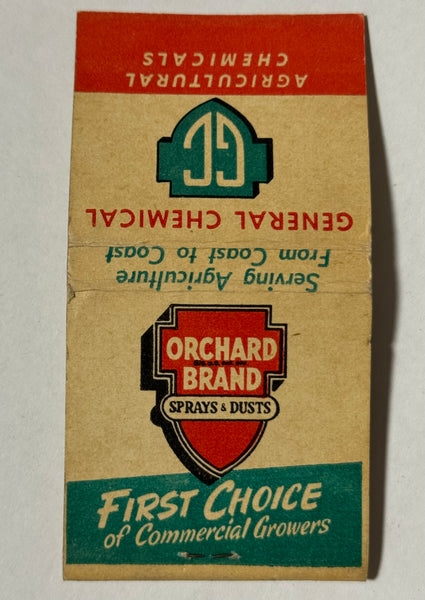 Serving Agriculture
From Coast to Coast
GENERAL CHEMICAL
GC
AGRICULTURAL
CHEMICALS
ORCHARD
BRAND
SPRAYS & DUSTS
FIRST CHOICE
of Commercial Growers